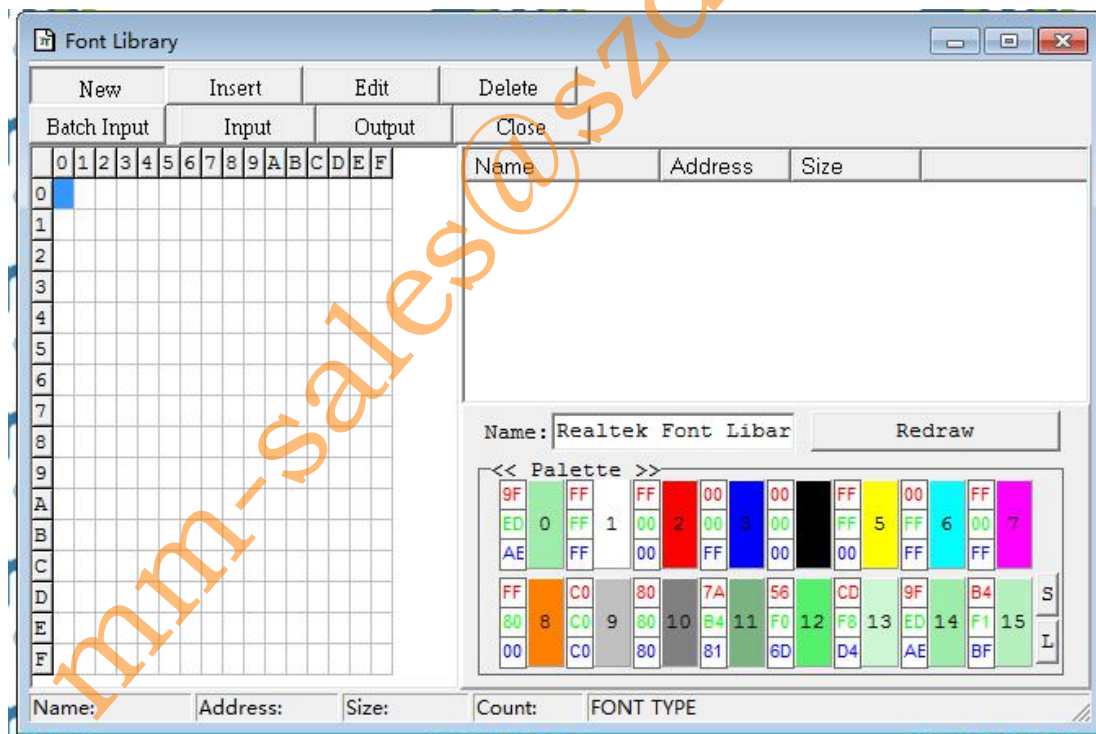 Font Library
New Insert Edit Delete
Batch Input Input Output Close
0 1 2 3 4 5 6 7 8 9 A B C D E F
Name Address Size
0
1
2
3
4
5
6
7
8
9
A
B
C
D
E
F
Name: Realtek Font Libar Redraw
<< Palette >>
9F FF FF 00 00 FF 00 FF
ED 0 FF 1 00 2 00 3 00 FF 5 FF 6 00 7
AE FF 00 FF 00 00 FF FF
FF C0 80 7A 56 CD 9F B4 S
80 8 C0 9 80 10 B4 11 F0 12 F8 13 ED 14 F1 15
00 C0 80 81 6D D4 AE BF L
Name: Address: Size: Count: FONT TYPE
mm-sales@szc